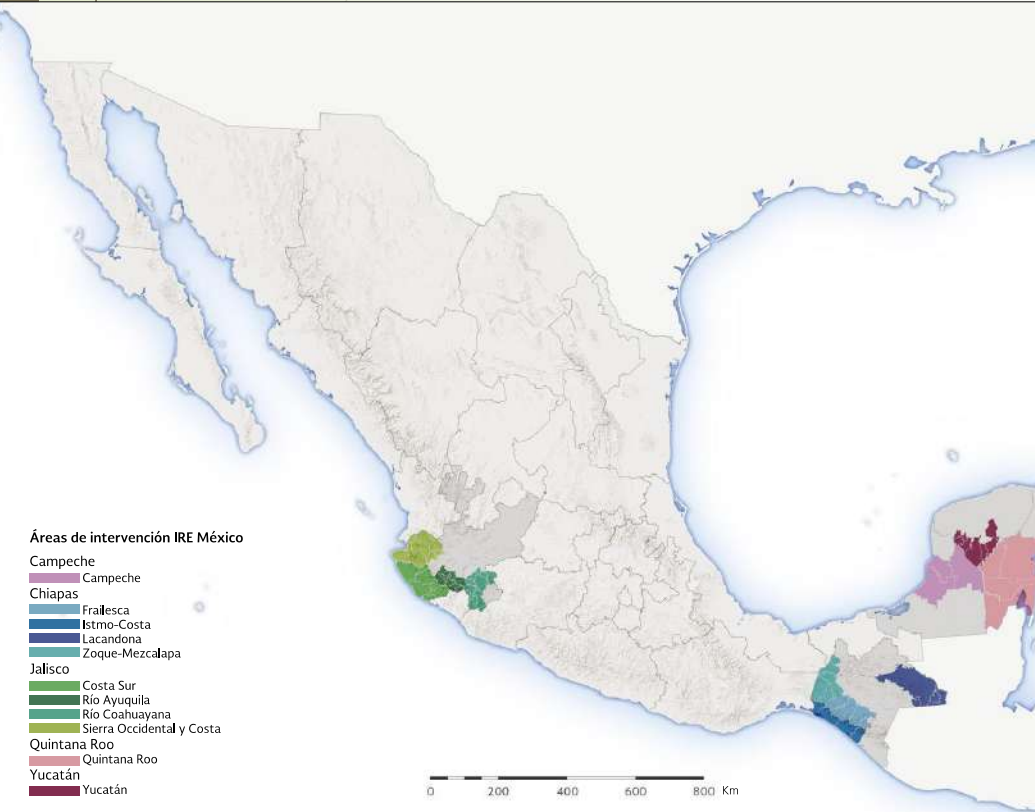 Áreas de intervención IRE México
Campeche
Campeche
Chiapas
Frailesca
Istmo-Costa
Lacandona
Zoque-Mezcalapa
Jalisco
Costa Sur
Río Ayuquila
Río Coahuayana
Sierra Occidental y Costa
Quintana Roo
Quintana Roo
Yucatán
Yucatán
0 200 400 600 800 Km